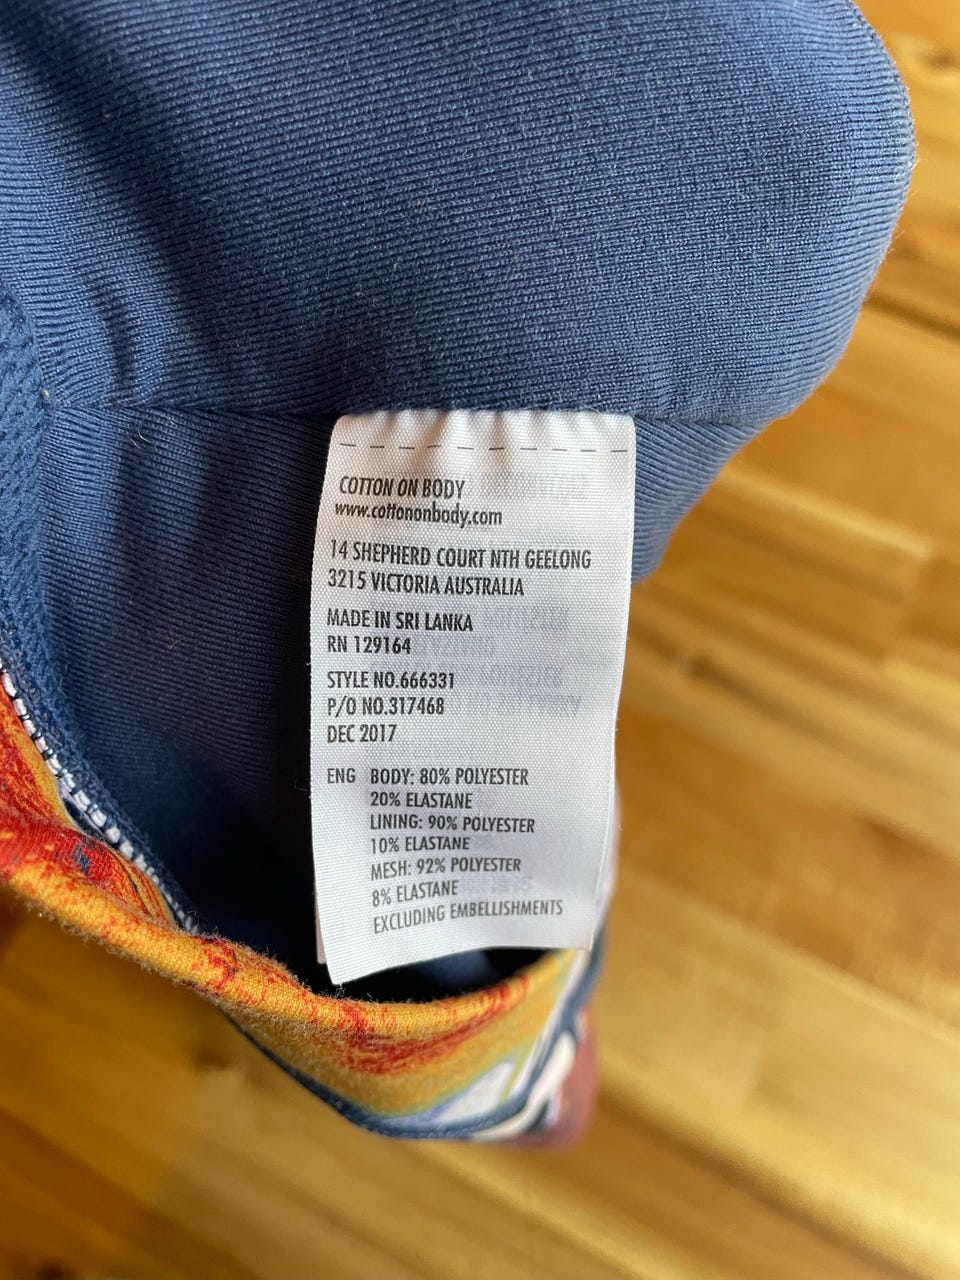 COTTON ON BODY
www.cottononbody.com
14 SHEPHERD COURT NTH GEELONG
3215 VICTORIA AUSTRALIA
MADE IN SRI LANKA
RN 129164
STYLE NO.666331
P/O NO.317468
DEC 2017
ENG BODY: 80% POLYESTER
20% ELASTANE
LINING: 90% POLYESTER
10% ELASTANE
MESH: 92% POLYESTER
8% ELASTANE
EXCLUDING EMBELLISHMENTS